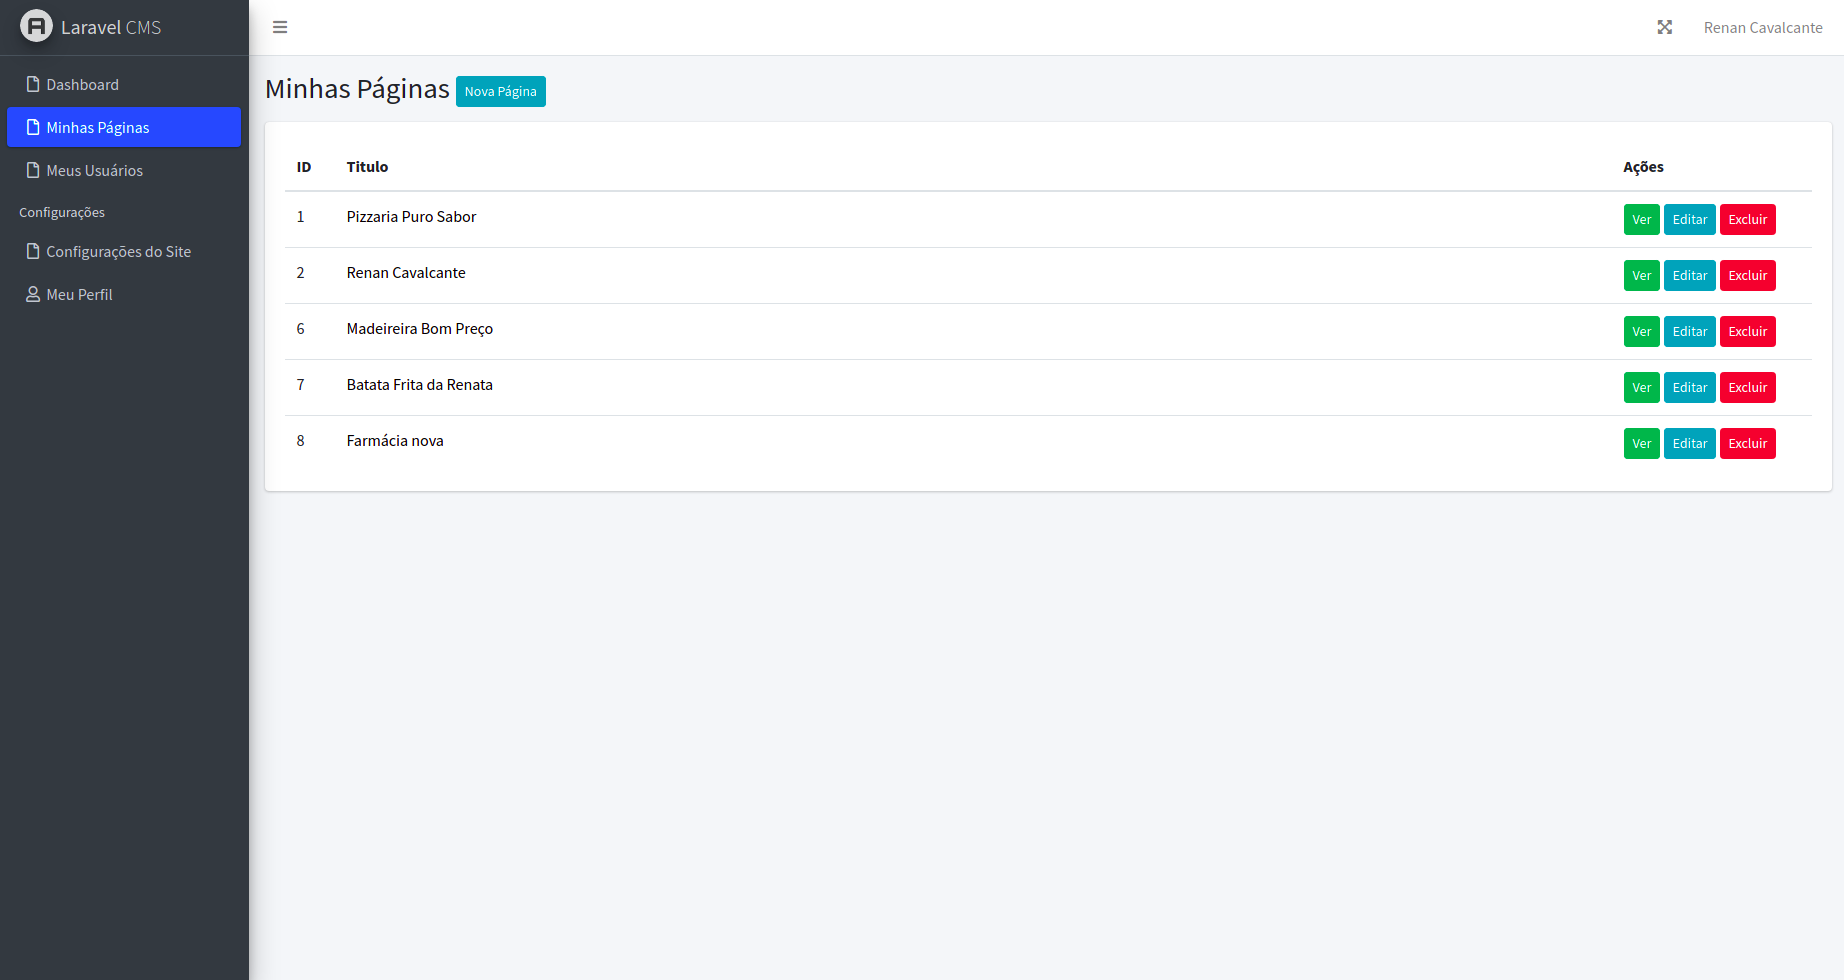 Laravel CMS
Renan Cavalcante
Dashboard
Minhas Páginas
Meus Usuários
Configurações
Configurações do Site
Meu Perfil
Minhas Páginas Nova Página
ID Titulo Ações
1 Pizzaria Puro Sabor Ver Editar Excluir
2 Renan Cavalcante Ver Editar Excluir
6 Madeireira Bom Preço Ver Editar Excluir
7 Batata Frita da Renata Ver Editar Excluir
8 Farmácia nova Ver Editar Excluir